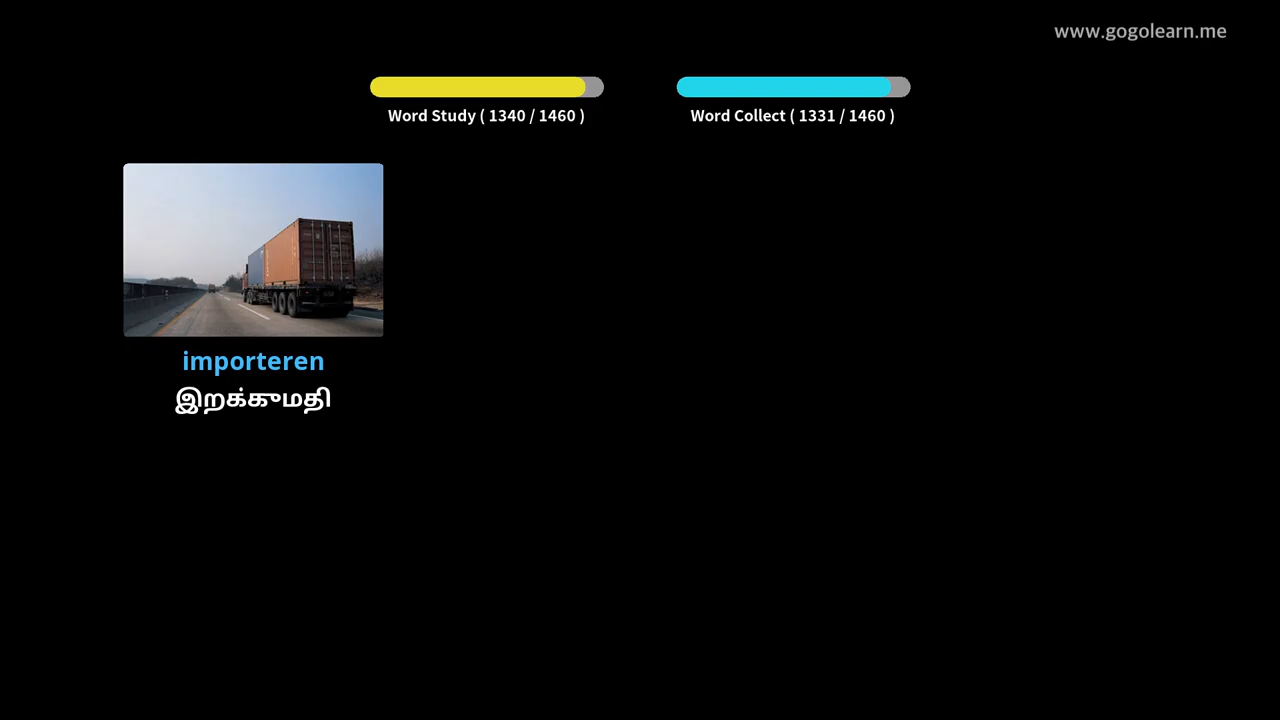 www.gogolearn.me
Word Study ( 1340 / 1460 )
Word Collect ( 1331 / 1460 )
importeren
இறக்குமதி